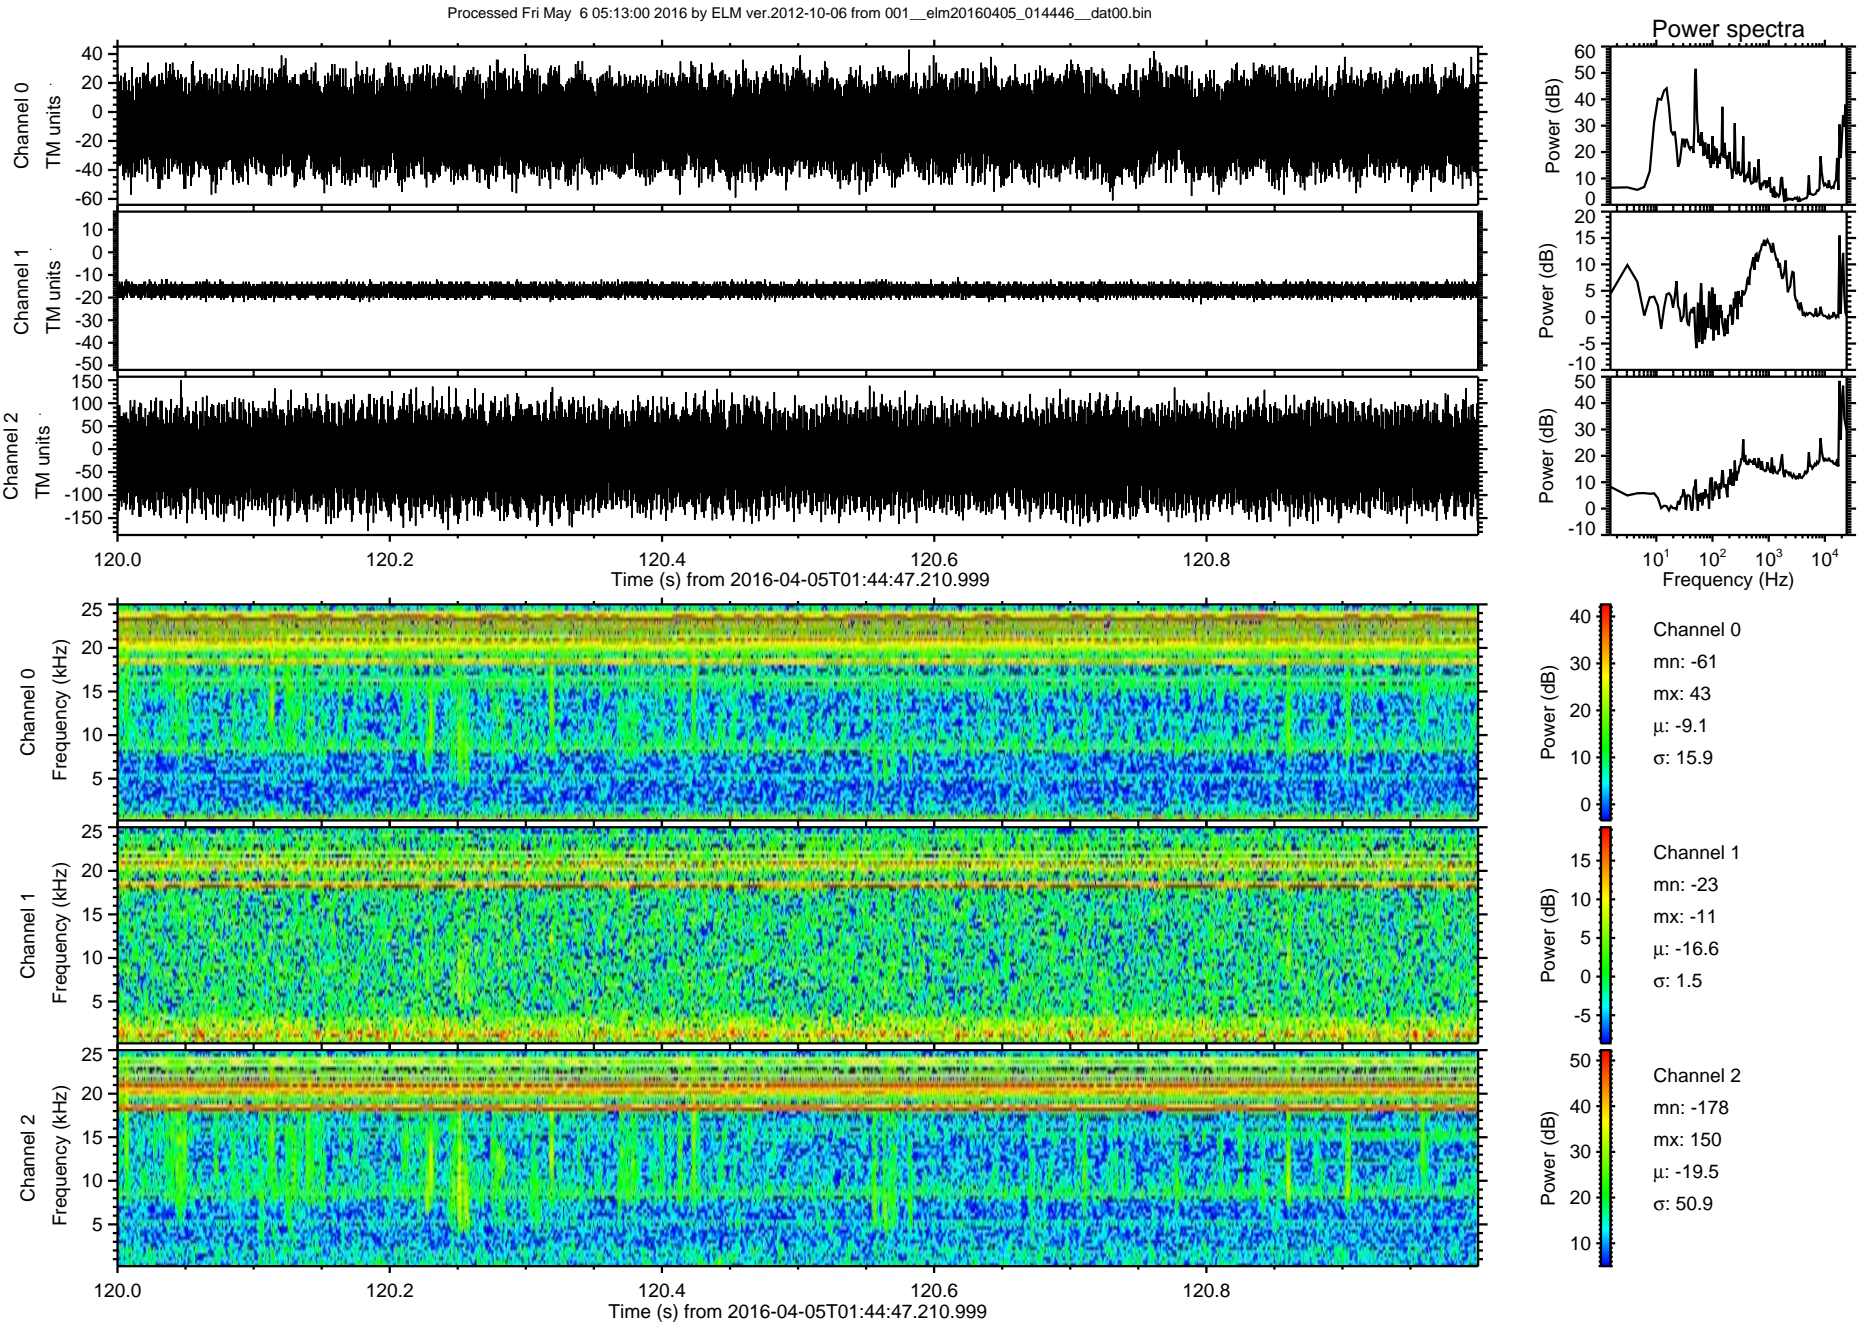 Processed Fri May  6 05:13:00 2016 by ELM ver.2012-10-06 from 001__elm20160405_014446__dat00.bin
Power spectra
Channel 0
TM units
40
20
0
-20
-40
-60
Power (dB)
60
50
40
30
20
10
0
Channel 1
TM units
10
0
-10
-20
-30
-40
-50
Power (dB)
20
15
10
5
0
-5
-10
Channel 2
TM units
150
100
50
0
-50
-100
-150
Power (dB)
50
40
30
20
10
0
-10
120.0 120.2 120.4 120.6 120.8
Time (s) from 2016-04-05T01:44:47.210.999
10¹ 10² 10³ 10⁴
Frequency (Hz)
Channel 0
Frequency (kHz)
25
20
15
10
5
Power (dB)
40
30
20
10
0
Channel 0
mn: -61
mx: 43
μ: -9.1
σ: 15.9
Channel 1
Frequency (kHz)
25
20
15
10
5
Power (dB)
15
10
5
0
-5
Channel 1
mn: -23
mx: -11
μ: -16.6
σ: 1.5
Channel 2
Frequency (kHz)
25
20
15
10
5
Power (dB)
50
40
30
20
10
Channel 2
mn: -178
mx: 150
μ: -19.5
σ: 50.9
120.0 120.2 120.4 120.6 120.8
Time (s) from 2016-04-05T01:44:47.210.999